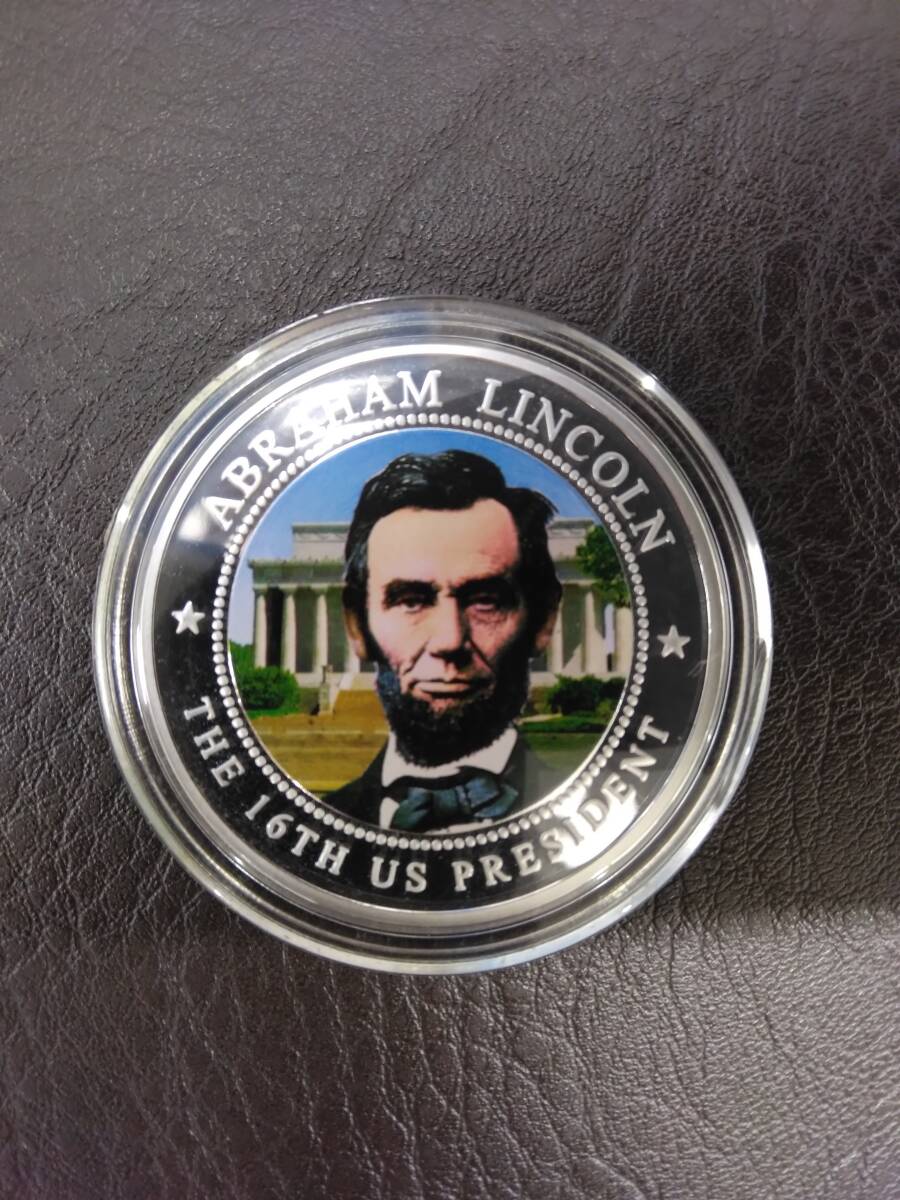 ABRAHAM LINCOLN
THE 16TH US PRESIDENT